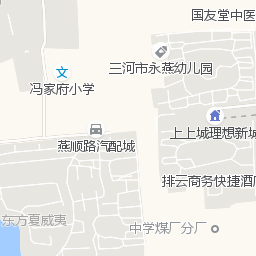 国友堂中医
三河市永燕幼儿园
冯家府小学
上上城理想新城
燕顺路汽配城
排云商务快捷酒店
东方夏威夷
中学煤厂分厂